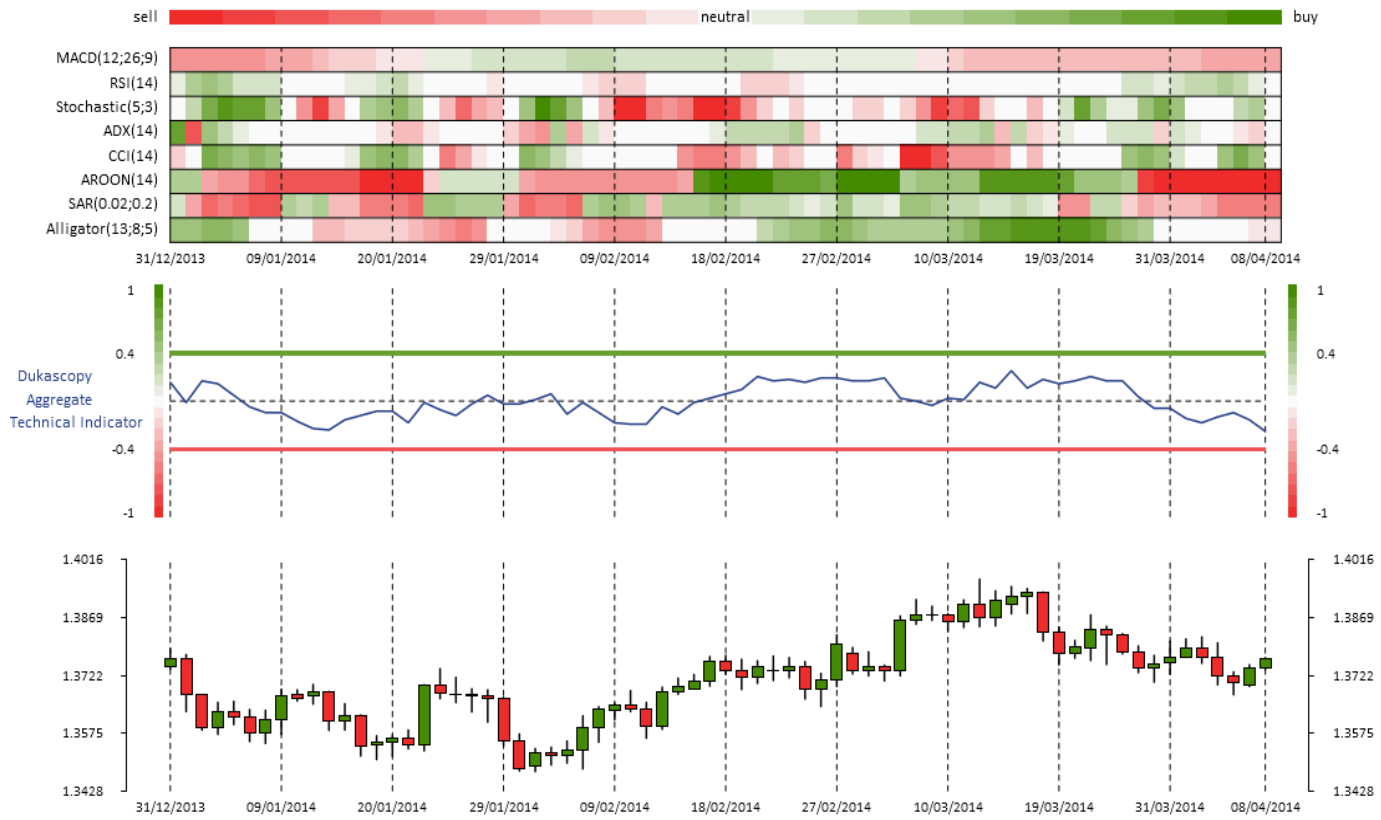 sell neutral buy
MACD(12;26;9)
RSI(14)
Stochastic(5;3)
ADX(14)
CCI(14)
AROON(14)
SAR(0.02;0.2)
Alligator(13;8;5)
31/12/2013 09/01/2014 20/01/2014 29/01/2014 09/02/2014 18/02/2014 27/02/2014 10/03/2014 19/03/2014 31/03/2014 08/04/2014
1 1
0.4 0.4
Dukascopy
Aggregate
Technical Indicator
-0.4 -0.4
-1 -1
1.4016 1.4016
1.3869 1.3869
1.3722 1.3722
1.3575 1.3575
1.3428 1.3428
31/12/2013 09/01/2014 20/01/2014 29/01/2014 09/02/2014 18/02/2014 27/02/2014 10/03/2014 19/03/2014 31/03/2014 08/04/2014